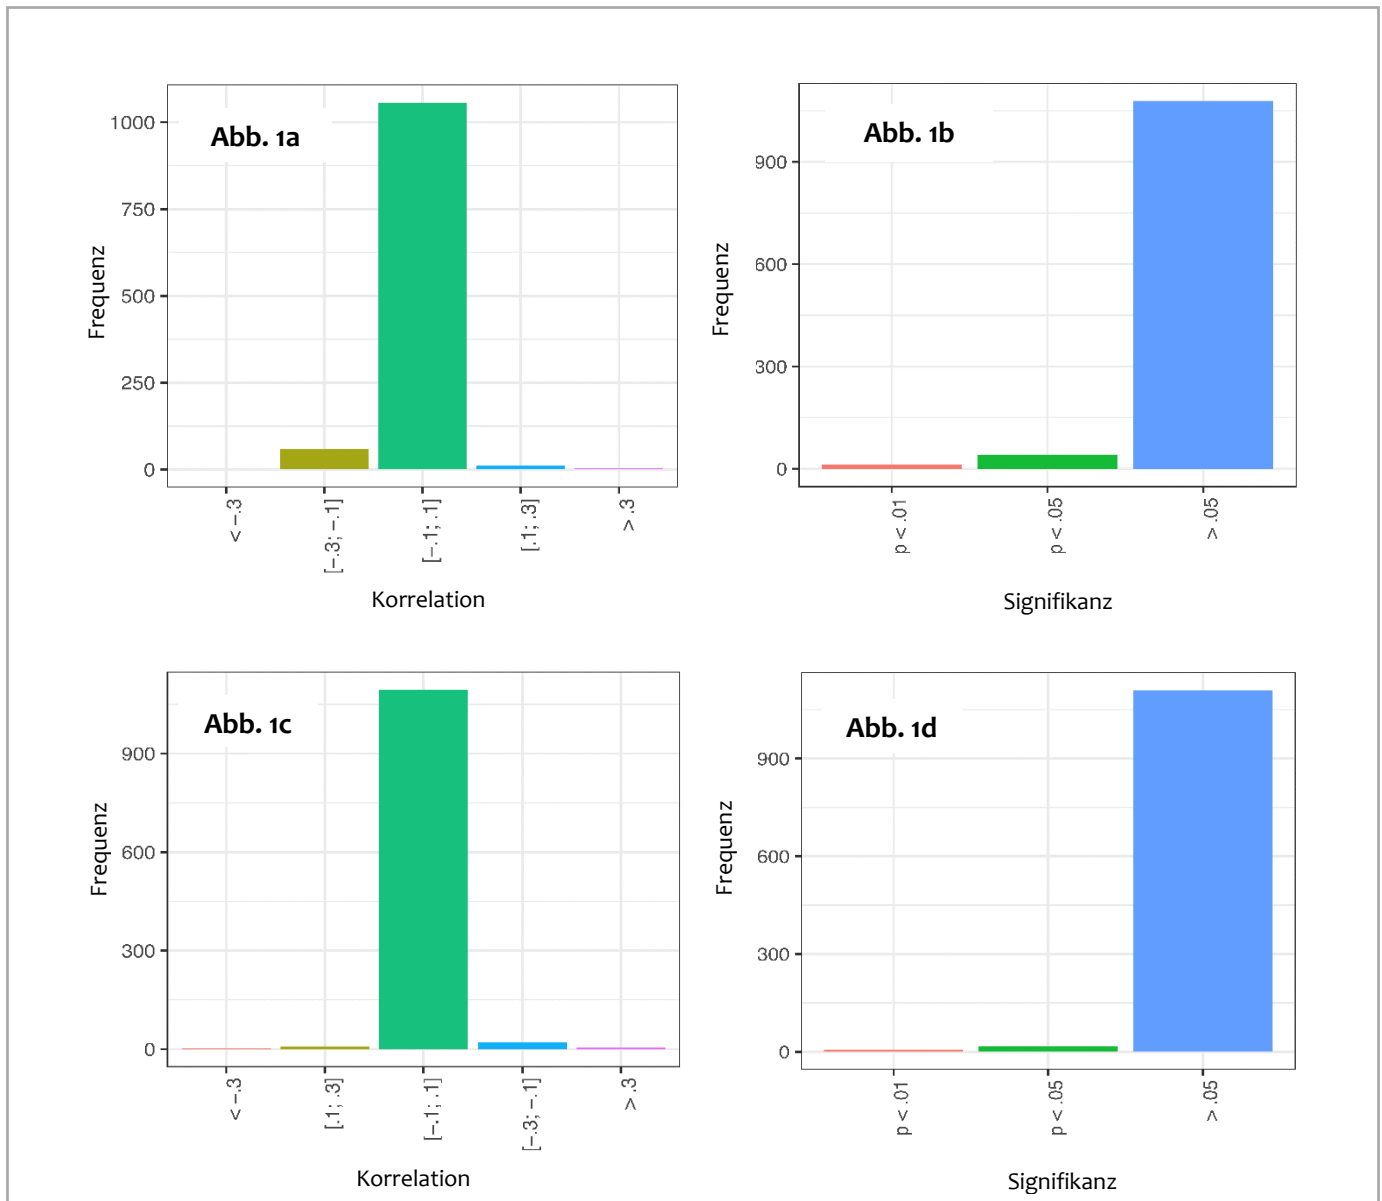 Abb. 1a
1000
750
500
250
0
Frequenz
< −.3
[−.3; −.1]
[−.1; .1]
[.1; .3]
> .3
Korrelation
Abb. 1b
900
600
300
0
Frequenz
p < .01
p < .05
> .05
Signifikanz
Abb. 1c
900
600
300
0
Frequenz
< −.3
[.1; .3]
[−.1; .1]
[−.3; −.1]
> .3
Korrelation
Abb. 1d
900
600
300
0
Frequenz
p < .01
p < .05
> .05
Signifikanz